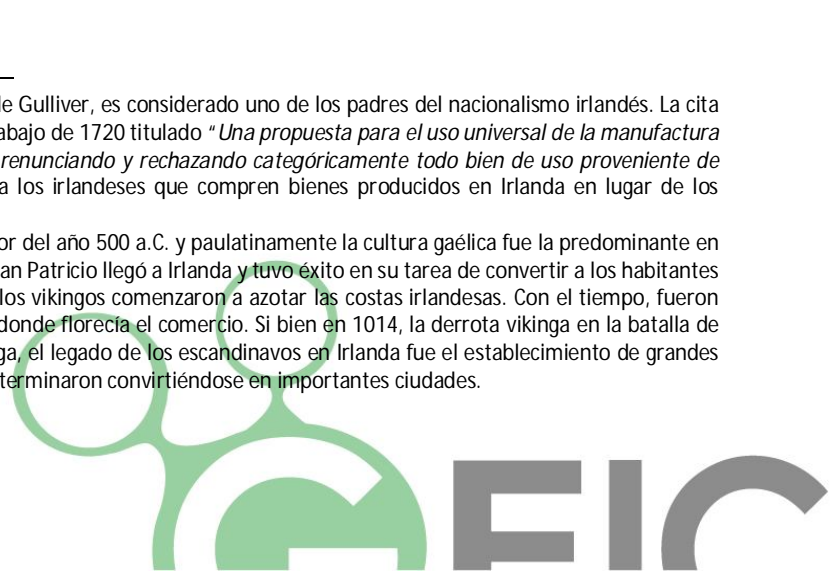 le Gulliver, es considerado uno de los padres del nacionalismo irlandés. La cita
abajo de 1720 titulado "Una propuesta para el uso universal de la manufactura
renunciando y rechazando categóricamente todo bien de uso proveniente de
a los irlandeses que compren bienes producidos en Irlanda en lugar de los
or del año 500 a.C. y paulatinamente la cultura gaélica fue la predominante en
an Patricio llegó a Irlanda y tuvo éxito en su tarea de convertir a los habitantes
los vikingos comenzaron a azotar las costas irlandesas. Con el tiempo, fueron
donde florecía el comercio. Si bien en 1014, la derrota vikinga en la batalla de
ga, el legado de los escandinavos en Irlanda fue el establecimiento de grandes
terminaron convirtiéndose en importantes ciudades.
GEIC